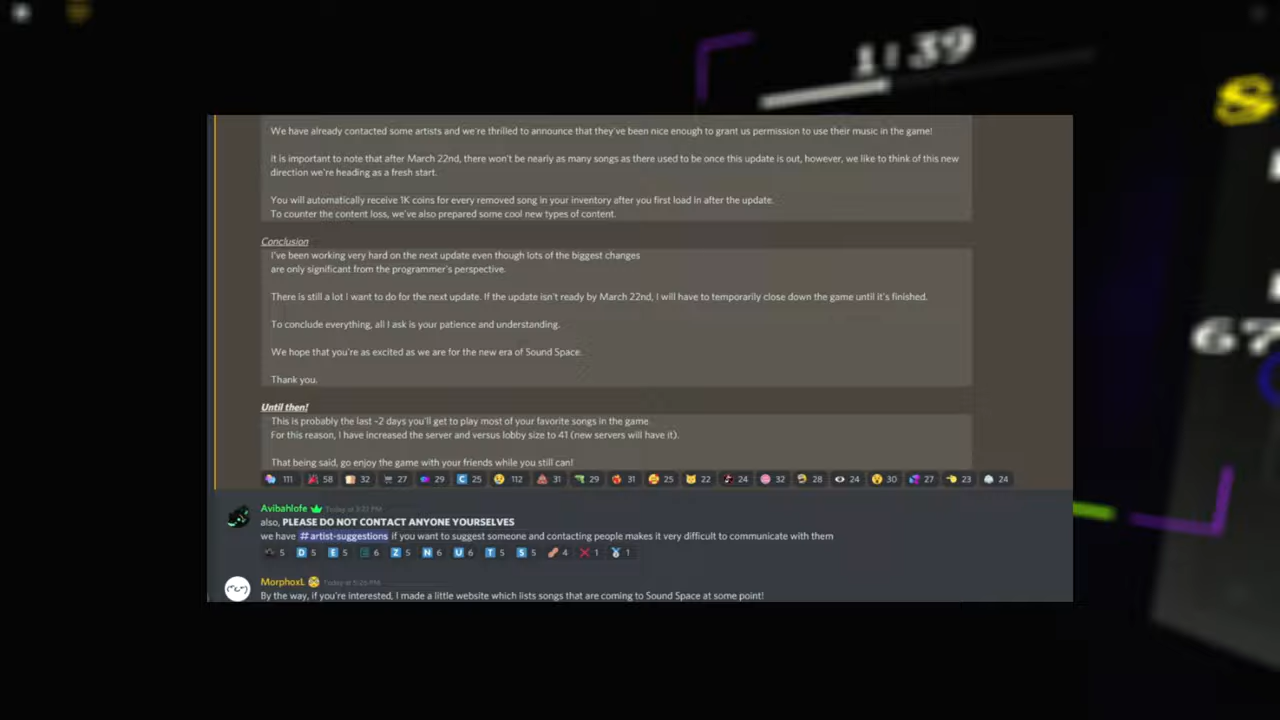 1:39
S
We have already contacted some artists and we're thrilled to announce that they've been nice enough to grant us permission to use their music in the game!
It is important to note that after March 22nd, there won't be nearly as many songs as there used to be once this update is out, however, we like to think of this new
direction we're heading as a fresh start.
You will automatically receive 1K coins for every removed song in your inventory after you first load in after the update.
To counter the content loss, we've also prepared some cool new types of content.
Conclusion
I've been working very hard on the next update even though lots of the biggest changes
are only significant from the programmer's perspective.
There is still a lot I want to do for the next update. If the update isn't ready by March 22nd, I will have to temporarily close down the game until it's finished.
67
To conclude everything, all I ask is your patience and understanding.
We hope that you're as excited as we are for the new era of Sound Space.
Thank you.
Until then!
This is probably the last ~2 days you'll get to play most of your favorite songs in the game.
For this reason, I have increased the server and versus lobby size to 41 (new servers will have it).
That being said, go enjoy the game with your friends while you still can!
111 58 32 27 29 C 25 112 31 29 31 25 22 24 32 28 24 30 27 23 24
Avibahlofe Today at 3:21 PM
also, PLEASE DO NOT CONTACT ANYONE YOURSELVES
we have #artist-suggestions if you want to suggest someone and contacting people makes it very difficult to communicate with them
5 D 5 E 5 6 Z 5 N 6 U 6 T 5 S 5 4 1 1
MorphoxL Today at 5:26 PM
By the way, if you're interested, I made a little website which lists songs that are coming to Sound Space at some point!